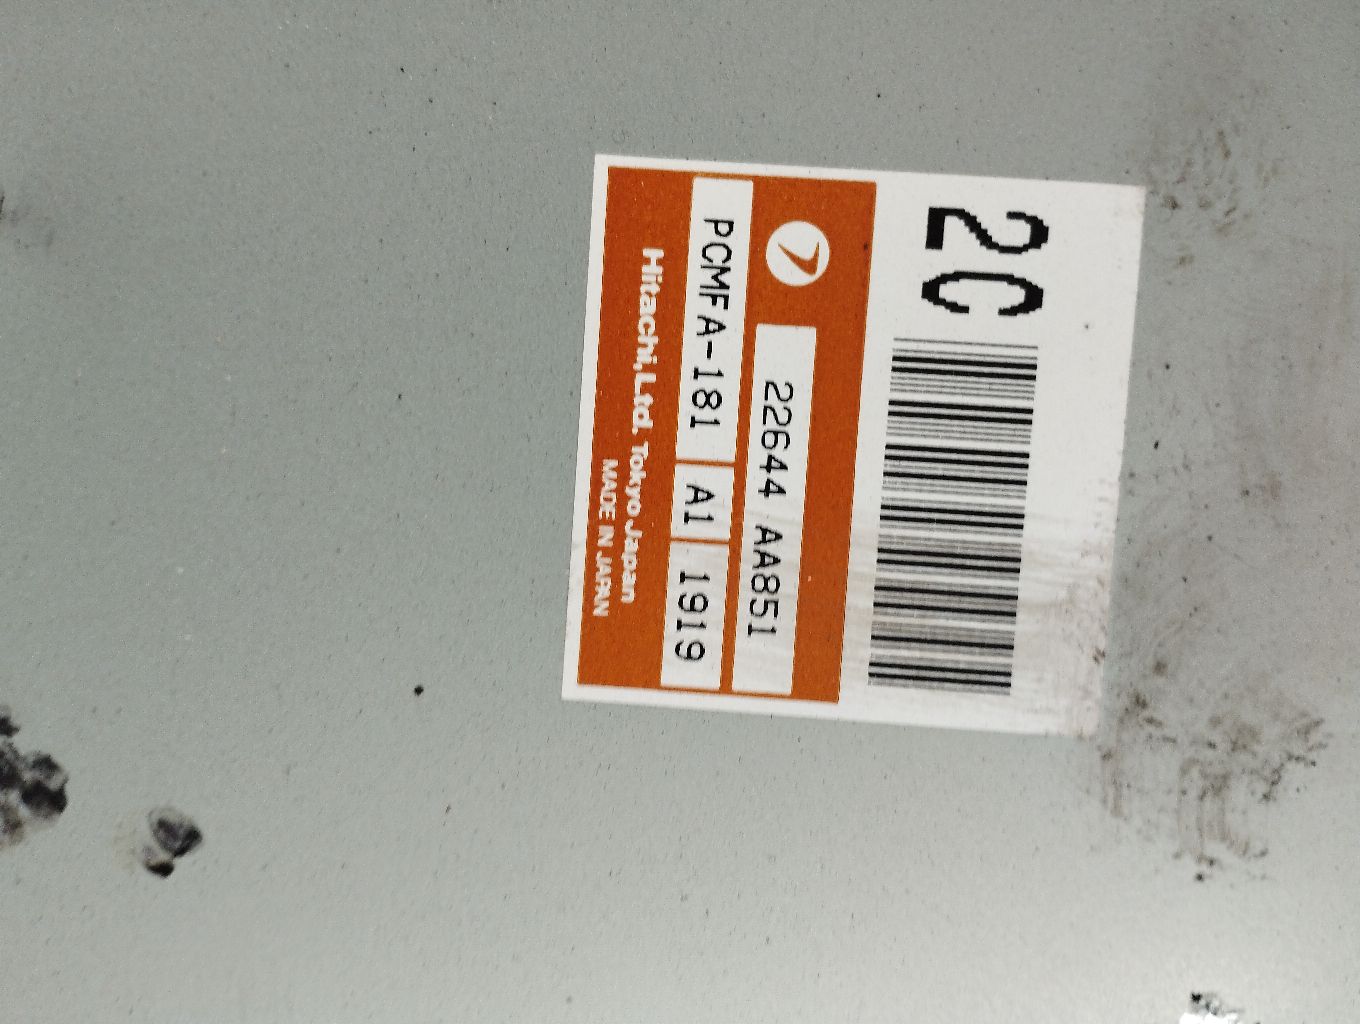 2C
22644 AA851
PCMFA-181 A1 1919
Hitachi, Ltd. Tokyo Japan
MADE IN JAPAN